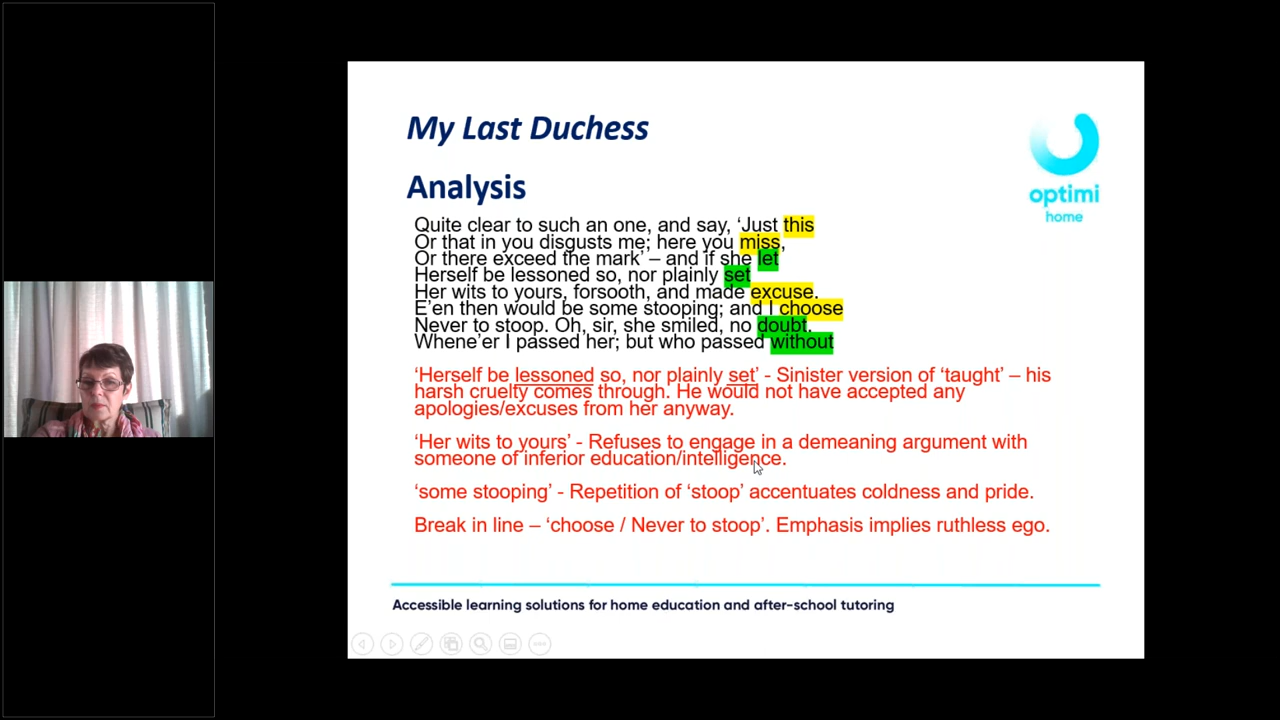 My Last Duchess
optimi
home
Analysis
Quite clear to such an one, and say, ‘Just this
Or that in you disgusts me; here you miss,
Or there exceed the mark’ – and if she let
Herself be lessoned so, nor plainly set
Her wits to yours, forsooth, and made excuse.
E’en then would be some stooping; and I choose
Never to stoop. Oh, sir, she smiled, no doubt.
Whene’er I passed her; but who passed without
‘Herself be lessoned so, nor plainly set’ - Sinister version of ‘taught’ – his
harsh cruelty comes through. He would not have accepted any
apologies/excuses from her anyway.
‘Her wits to yours’ - Refuses to engage in a demeaning argument with
someone of inferior education/intelligence.
‘some stooping’ - Repetition of ‘stoop’ accentuates coldness and pride.
Break in line – ‘choose / Never to stoop’. Emphasis implies ruthless ego.
Accessible learning solutions for home education and after-school tutoring